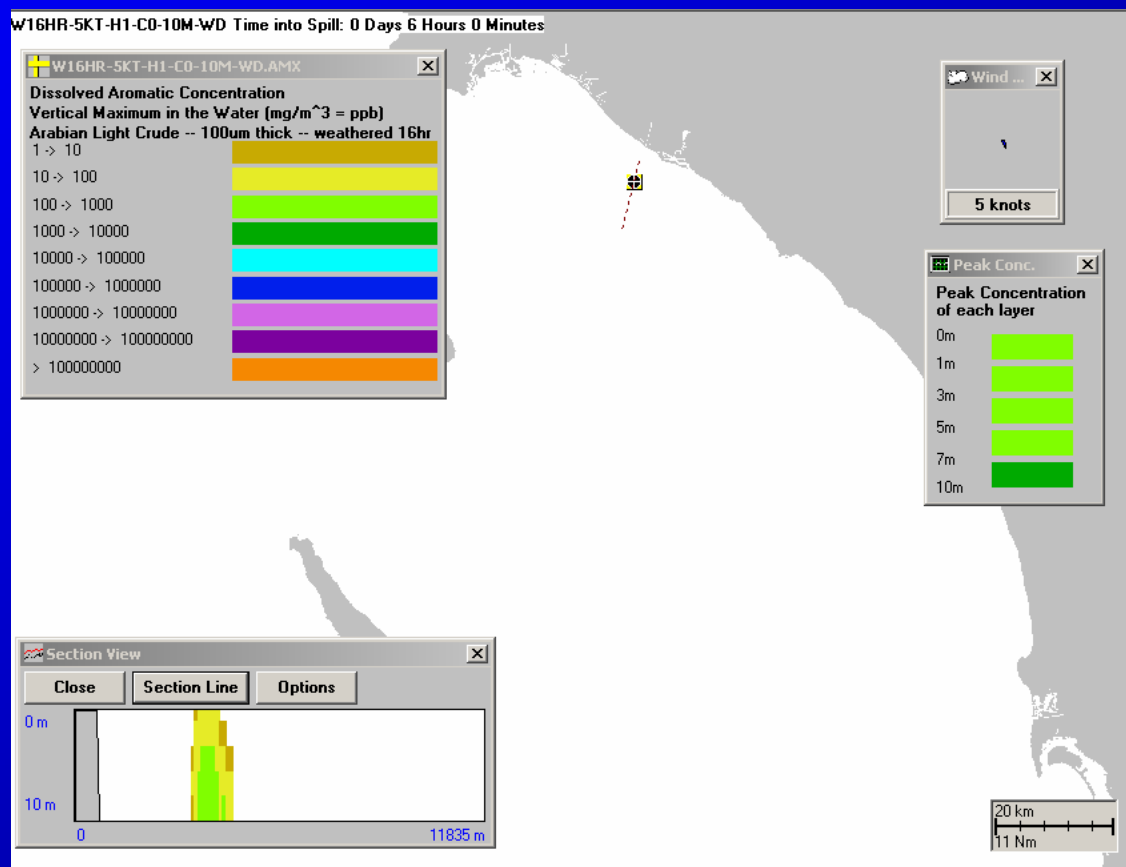 W16HR-5KT-H1-C0-10M-WD Time into Spill: 0 Days 6 Hours 0 Minutes
W16HR-5KT-H1-C0-10M-WD.AMX
Dissolved Aromatic Concentration
Vertical Maximum in the Water (mg/m^3 = ppb)
Arabian Light Crude -- 100um thick -- weathered 16hr
1 -> 10
10 -> 100
100 -> 1000
1000 -> 10000
10000 -> 100000
100000 -> 1000000
1000000 -> 10000000
10000000 -> 100000000
> 100000000
Wind ...
5 knots
Peak Conc.
Peak Concentration
of each layer
0m
1m
3m
5m
7m
10m
Section View
Close Section Line Options
0 m
10 m
0 11835 m
20 km
11 Nm